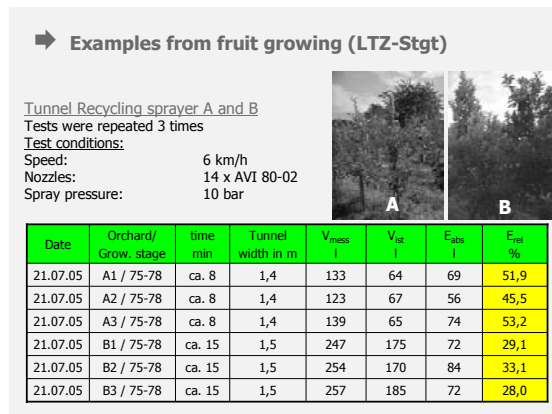 ➡ Examples from fruit growing (LTZ-Stgt)
Tunnel Recycling sprayer A and B
Tests were repeated 3 times
Test conditions:
Speed: 6 km/h
Nozzles: 14 x AVI 80-02
Spray pressure: 10 bar
A B
Date Orchard/ Grow. stage time min Tunnel width in m Vmess l Vist l Eabs l Erel %
21.07.05 A1 / 75-78 ca. 8 1,4 133 64 69 51,9
21.07.05 A2 / 75-78 ca. 8 1,4 123 67 56 45,5
21.07.05 A3 / 75-78 ca. 8 1,4 139 65 74 53,2
21.07.05 B1 / 75-78 ca. 15 1,5 247 175 72 29,1
21.07.05 B2 / 75-78 ca. 15 1,5 254 170 84 33,1
21.07.05 B3 / 75-78 ca. 15 1,5 257 185 72 28,0